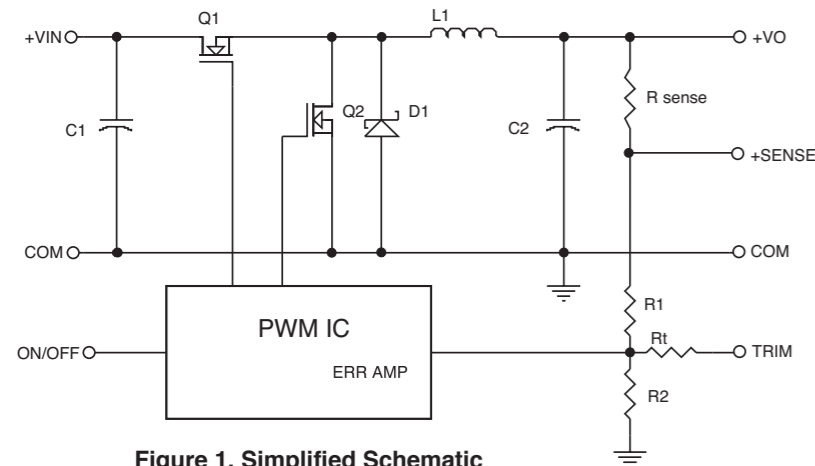 Q1
L1
+VIN
+VO
R sense
C1
Q2
D1
C2
+SENSE
COM
COM
R1
PWM IC
Rt
ON/OFF
TRIM
ERR AMP
R2
Figure 1. Simplified Schematic